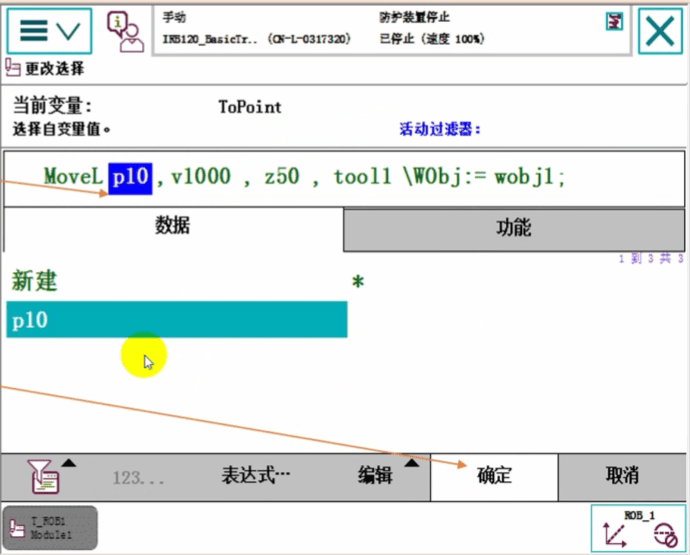 手动
防护装置停止
IRB120_BasicTr.. (CN-L-0317320)
已停止 (速度 100%)
更改选择
当前变量:
ToPoint
选择自变量值。
活动过滤器:
MoveL p10 , v1000 , z50 , tool1 \WObj:= wobj1;
数据
功能
1 到 3 共 3
新建
*
p10
123...
表达式…
编辑
确定
取消
T_ROB1
Module1
ROB_1